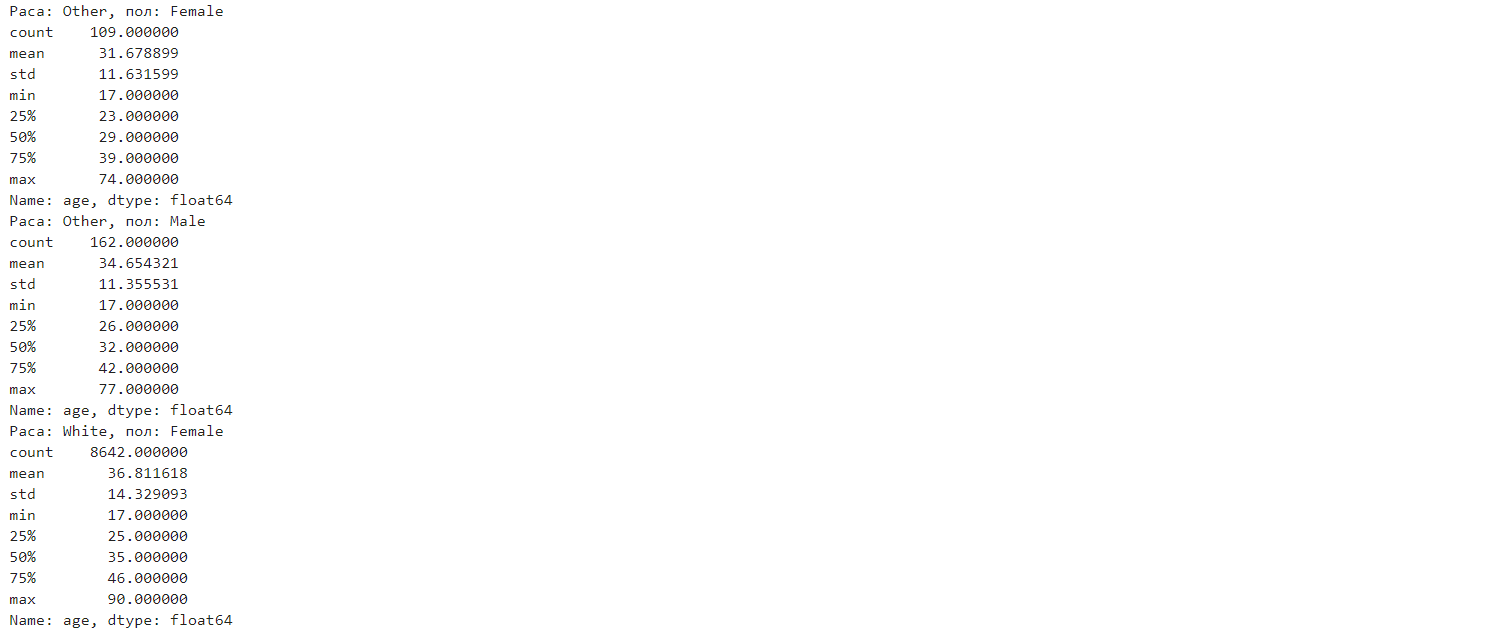 Раса: Other, пол: Female
count    109.000000
mean      31.678899
std       11.631599
min       17.000000
25%       23.000000
50%       29.000000
75%       39.000000
max       74.000000
Name: age, dtype: float64
Раса: Other, пол: Male
count    162.000000
mean      34.654321
std       11.355531
min       17.000000
25%       26.000000
50%       32.000000
75%       42.000000
max       77.000000
Name: age, dtype: float64
Раса: White, пол: Female
count    8642.000000
mean       36.811618
std        14.329093
min        17.000000
25%        25.000000
50%        35.000000
75%        46.000000
max        90.000000
Name: age, dtype: float64